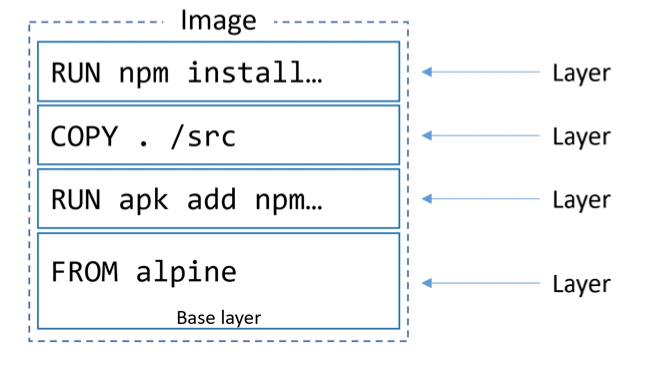 Image
RUN npm install…
Layer
COPY . /src
Layer
RUN apk add npm…
Layer
FROM alpine
Layer
Base layer